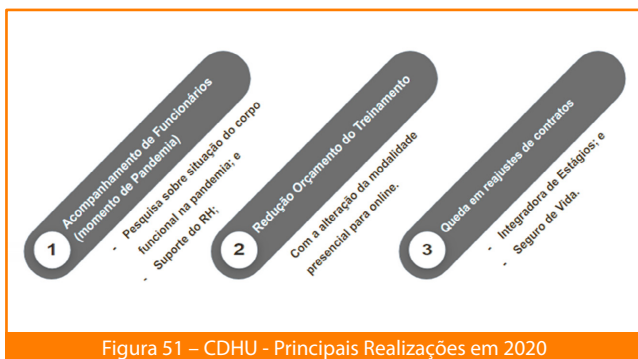 1
Acompanhamento de Funcionários
(momento de Pandemia)
- Pesquisa sobre situação do corpo
funcional na pandemia; e
- Suporte do RH;
2
Redução Orçamento do Treinamento
Com a alteração da modalidade
presencial para online.
3
Queda em reajustes de contratos
- Integradora de Estágios; e
- Seguro de Vida.
Figura 51 – CDHU - Principais Realizações em 2020